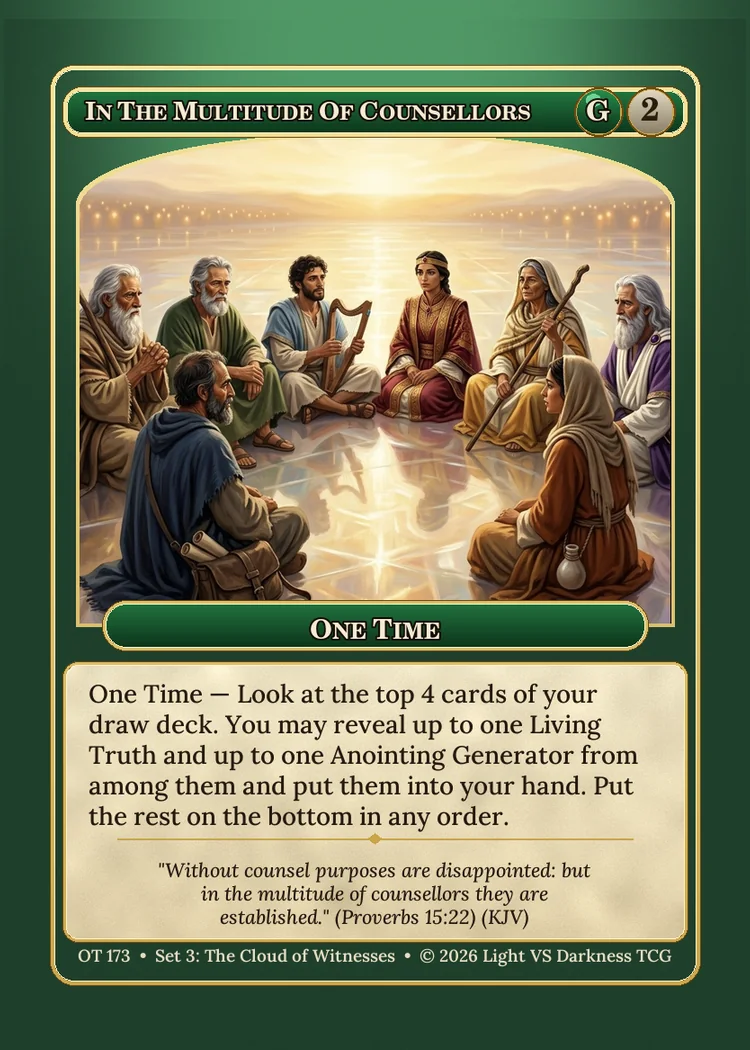 In The Multitude Of Counsellors G 2
One Time
One Time — Look at the top 4 cards of your
draw deck. You may reveal up to one Living
Truth and up to one Anointing Generator from
among them and put them into your hand. Put
the rest on the bottom in any order.
"Without counsel purposes are disappointed: but
in the multitude of counsellors they are
established." (Proverbs 15:22) (KJV)
OT 173 • Set 3: The Cloud of Witnesses • © 2026 Light VS Darkness TCG